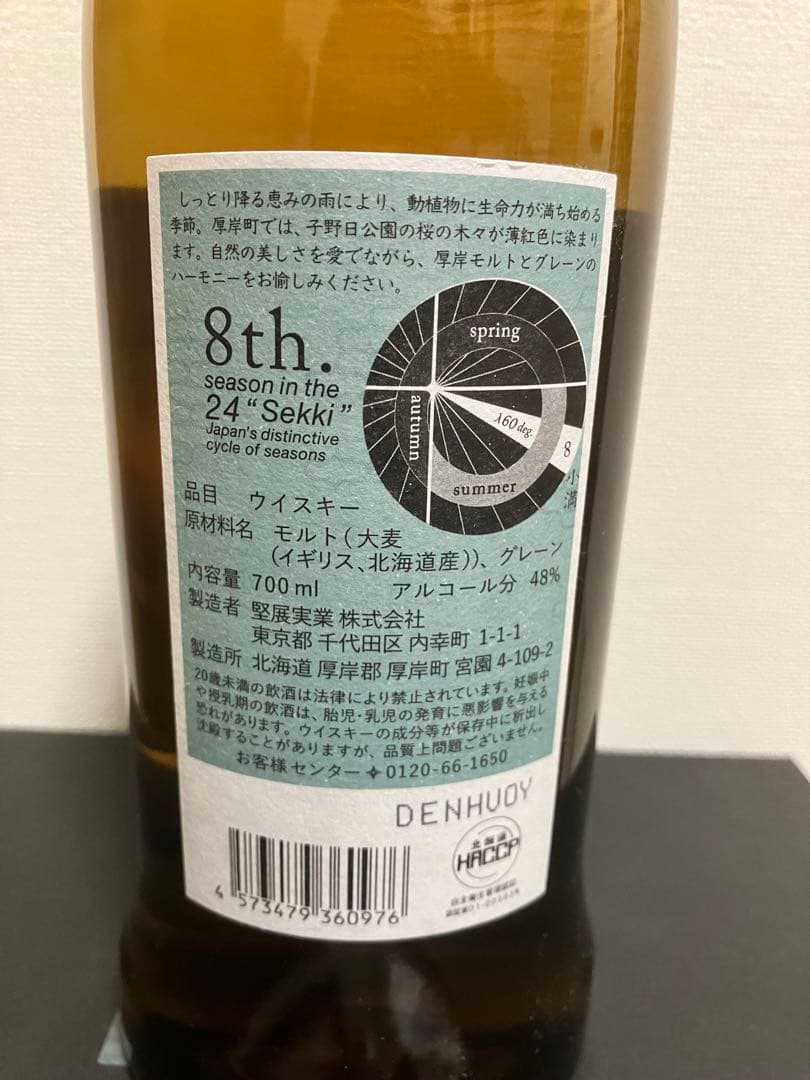 しっとり降る恵みの雨により、動植物に生命力が満ち始める
季節。厚岸町では、子野日公園の桜の木々が薄紅色に染まり
ます。自然の美しさを愛でながら、厚岸モルトとグレーンの
ハーモニーをお愉しみください。
8th.
season in the
24 “Sekki”
Japan's distinctive
cycle of seasons
spring
autumn
λ60 deg.
8
小満
summer
品目 ウイスキー
原材料名 モルト(大麦
(イギリス、北海道産))、グレーン
内容量 700 ml アルコール分 48%
製造者 堅展実業 株式会社
東京都 千代田区 内幸町 1-1-1
製造所 北海道 厚岸郡 厚岸町 宮園 4-109-2
20歳未満の飲酒は法律により禁止されています。妊娠中
や授乳期の飲酒は、胎児・乳児の発育に悪影響を与える
恐れがあります。ウイスキーの成分等が保存中に析出し
沈殿することがありますが、品質上問題ございません。
お客様センター✦0120-66-1650
DENHUOY
北海道
HACCP
4 573479 360976